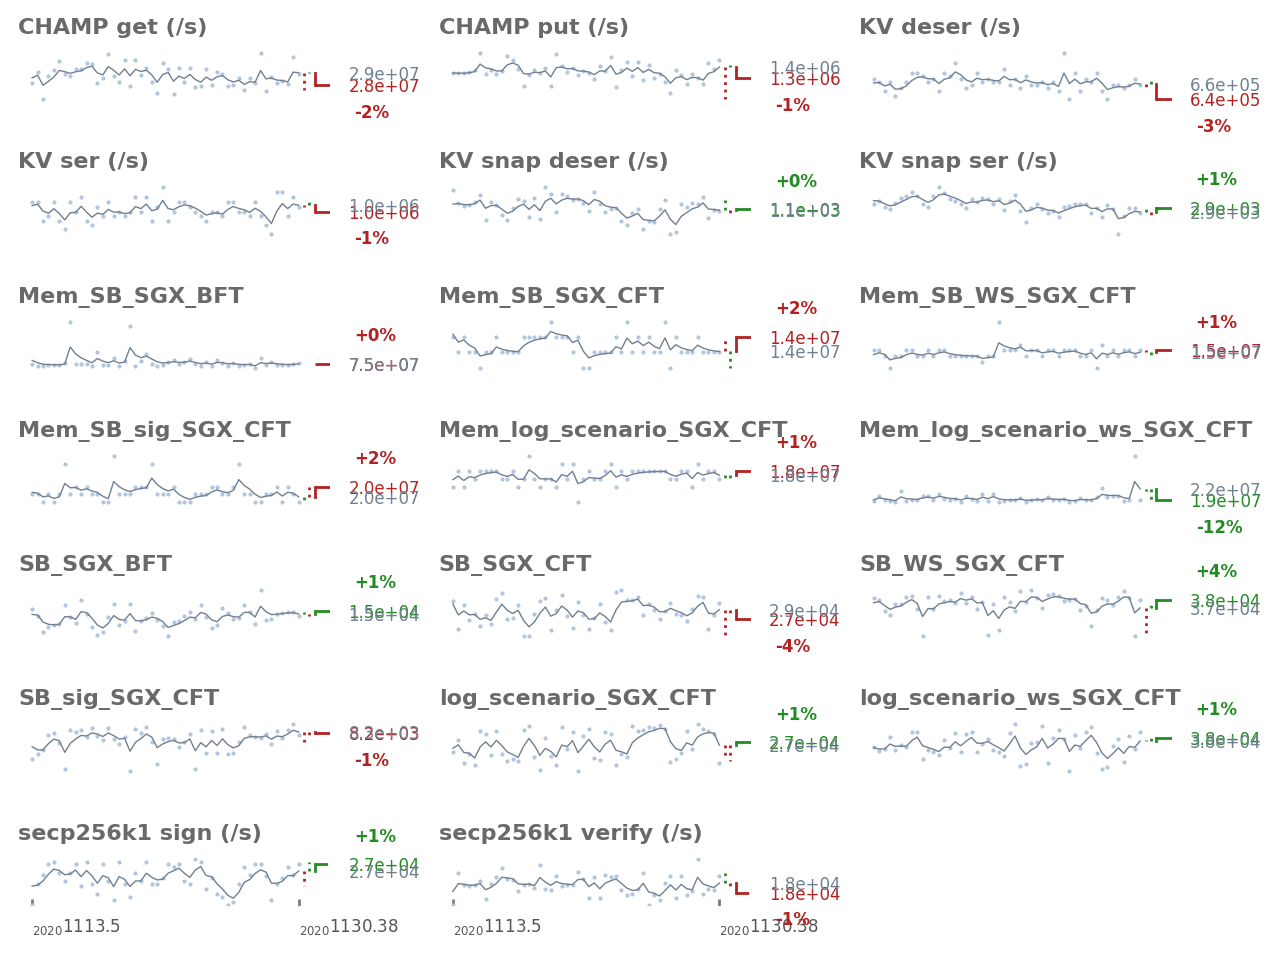 CHAMP get (/s)
2.9e+07
2.8e+07
-2%
CHAMP put (/s)
1.4e+06
1.3e+06
-1%
KV deser (/s)
6.6e+05
6.4e+05
-3%
KV ser (/s)
1.0e+06
1.0e+06
-1%
KV snap deser (/s)
+0%
1.1e+03
KV snap ser (/s)
+1%
2.9e+03
2.9e+03
Mem_SB_SGX_BFT
+0%
7.5e+07
Mem_SB_SGX_CFT
+2%
1.4e+07
1.4e+07
Mem_SB_WS_SGX_CFT
+1%
1.5e+07
1.5e+07
Mem_SB_sig_SGX_CFT
+2%
2.0e+07
2.0e+07
Mem_log_scenario_SGX_CFT
+1%
1.8e+07
1.8e+07
Mem_log_scenario_ws_SGX_CFT
2.2e+07
1.9e+07
-12%
SB_SGX_BFT
+1%
1.5e+04
1.5e+04
SB_SGX_CFT
2.9e+04
2.7e+04
-4%
SB_WS_SGX_CFT
+4%
3.8e+04
3.7e+04
SB_sig_SGX_CFT
8.2e+03
-1%
log_scenario_SGX_CFT
+1%
2.7e+04
2.7e+04
log_scenario_ws_SGX_CFT
+1%
3.8e+04
secp256k1 sign (/s)
+1%
2.7e+04
2.7e+04
2020 1113.5
2020 1130.38
secp256k1 verify (/s)
1.8e+04
1.8e+04
-1%
2020 1113.5
2020 1130.38